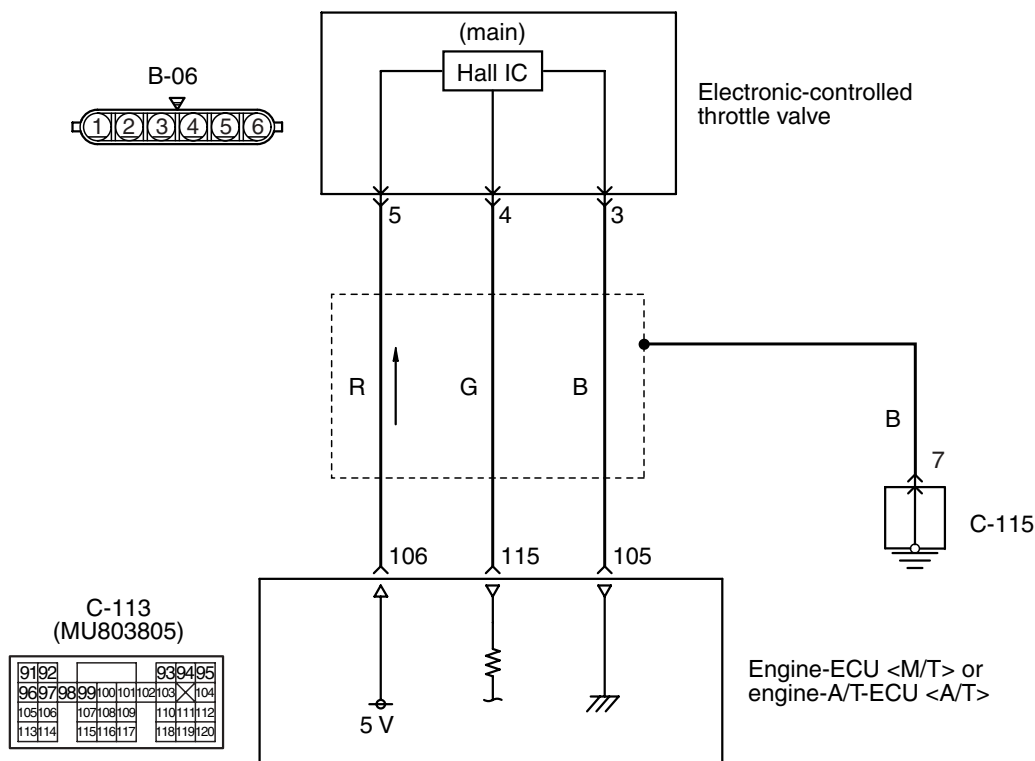 (main)
Hall IC
B-06
1 2 3 4 5 6
Electronic-controlled
throttle valve
5 4 3
R G B
B
7
C-115
106 115 105
C-113
(MU803805)
91 92 93 94 95
96 97 98 99 100 101 102 103 104
105 106 107 108 109 110 111 112
113 114 115 116 117 118 119 120
5 V
Engine-ECU <M/T> or
engine-A/T-ECU <A/T>